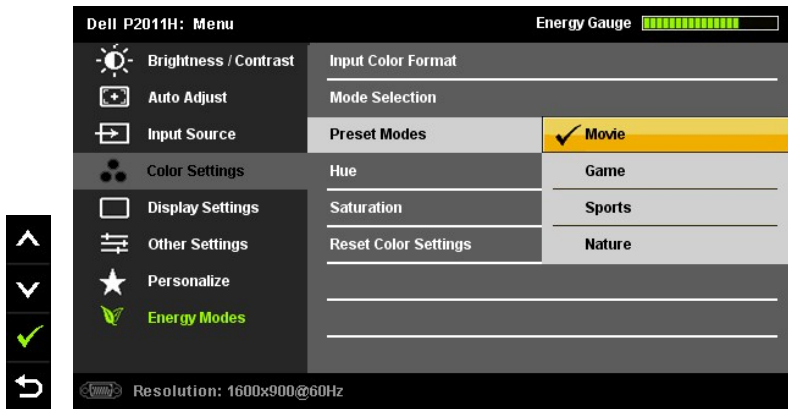 Dell P2011H: Menu
Energy Gauge
Brightness / Contrast
Auto Adjust
Input Source
Color Settings
Display Settings
Other Settings
Personalize
Energy Modes
Input Color Format
Mode Selection
Preset Modes
Hue
Saturation
Reset Color Settings
Movie
Game
Sports
Nature
Resolution: 1600x900@60Hz